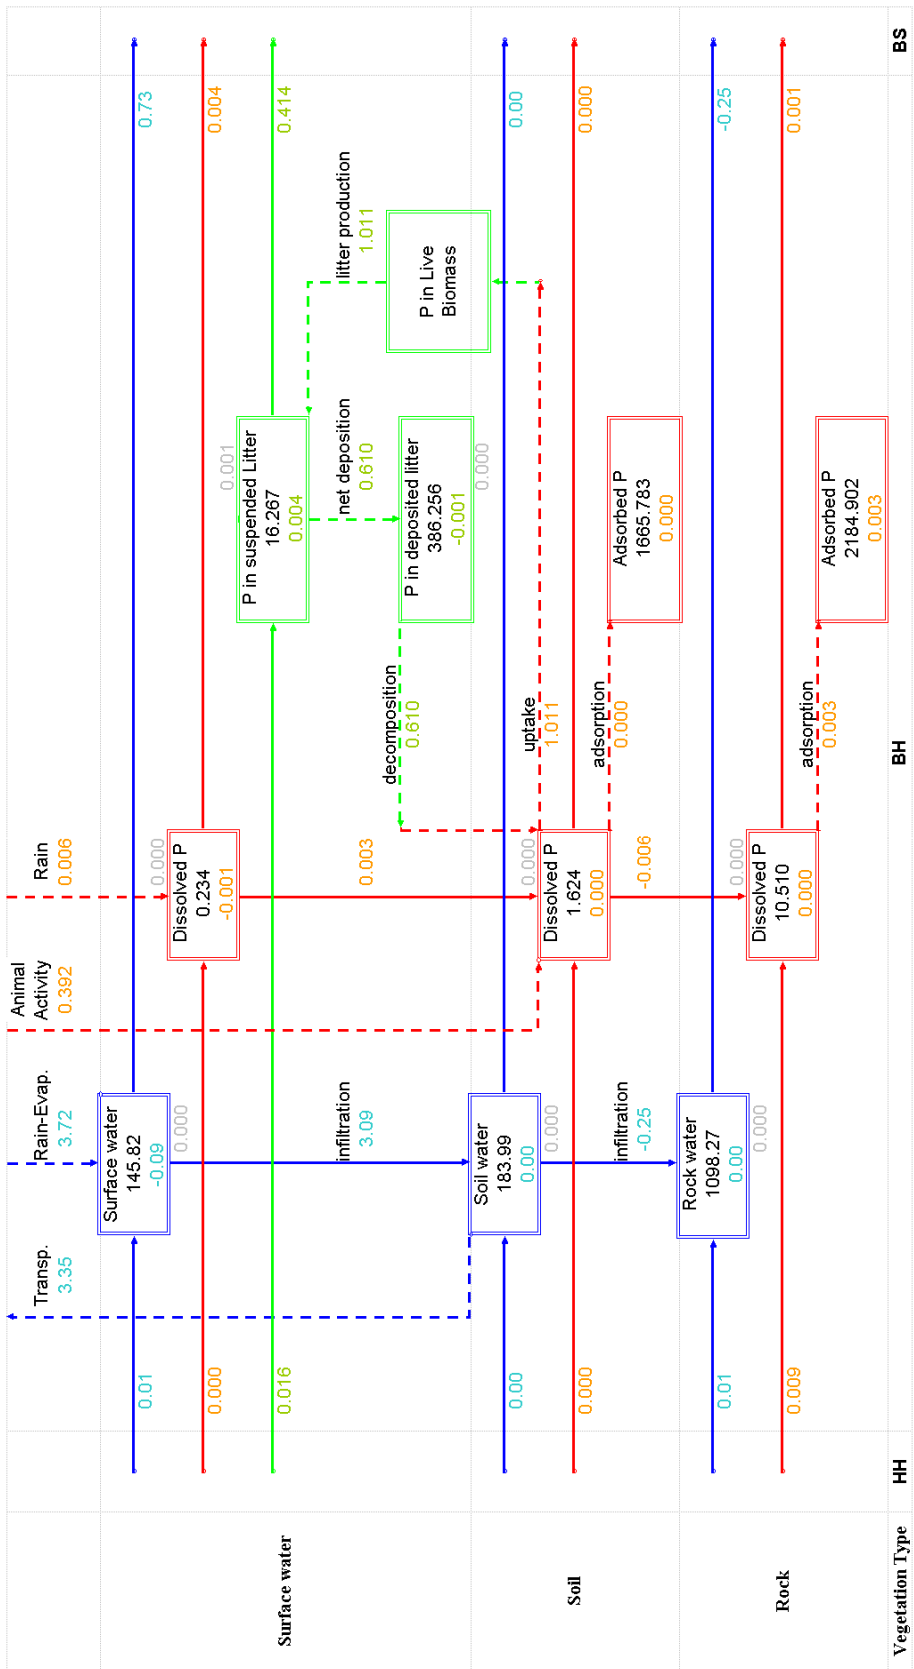 Transp.
3.35
Rain-Evap.
3.72
Animal
Activity
0.392
Rain
0.006
Surface water
0.01
Surface water
145.82
-0.09
0.000
0.73
0.000
Dissolved P
0.234
-0.001
0.000
0.004
0.016
P in suspended Litter
16.267
0.004
0.001
0.414
infiltration
3.09
0.003
decomposition
0.610
net deposition
0.610
litter production
1.011
P in deposited litter
386.256
-0.001
0.000
P in Live
Biomass
Soil
0.00
Soil water
183.99
0.00
0.000
0.00
uptake
1.011
0.000
Dissolved P
1.624
0.000
0.000
0.000
adsorption
0.000
Adsorbed P
1665.783
0.000
infiltration
-0.25
-0.006
Rock
0.01
Rock water
1098.27
0.00
0.000
-0.25
0.009
Dissolved P
10.510
0.000
0.000
0.001
adsorption
0.003
Adsorbed P
2184.902
0.003
Vegetation Type
HH
BH
BS